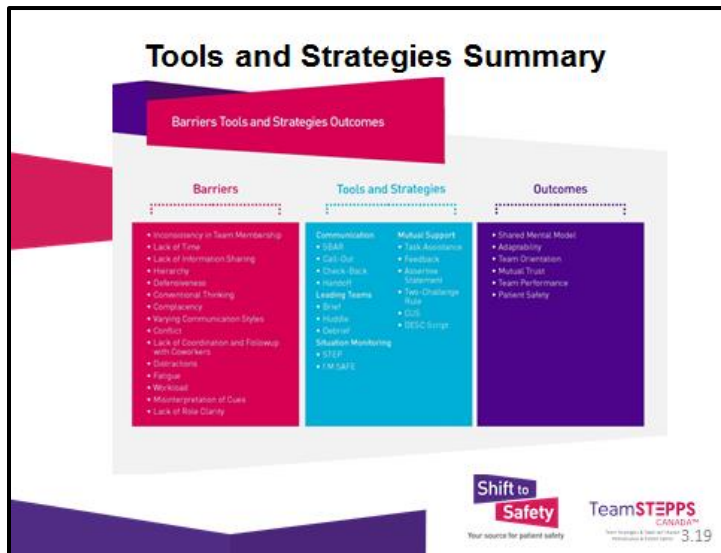 Tools and Strategies Summary
Barriers Tools and Strategies Outcomes
Barriers
• Inconsistency in Team Membership
• Lack of Time
• Lack of Information Sharing
• Hierarchy
• Defensiveness
• Conventional Thinking
• Complacency
• Varying Communication Styles
• Conflict
• Lack of Coordination and Followup
with Coworkers
• Distractions
• Fatigue
• Workload
• Misinterpretation of Cues
• Lack of Role Clarity
Tools and Strategies
Communication
• SBAR
• Call-Out
• Check-Back
• Handoff
Leading Teams
• Brief
• Huddle
• Debrief
Situation Monitoring
• STEP
• I'M SAFE
Mutual Support
• Task Assistance
• Feedback
• Assertive
Statement
• Two-Challenge
Rule
• CUS
• DESC Script
Outcomes
• Shared Mental Model
• Adaptability
• Team Orientation
• Mutual Trust
• Team Performance
• Patient Safety
Shift to
Safety
Your source for patient safety
TeamSTEPPS
CANADA™
3.19